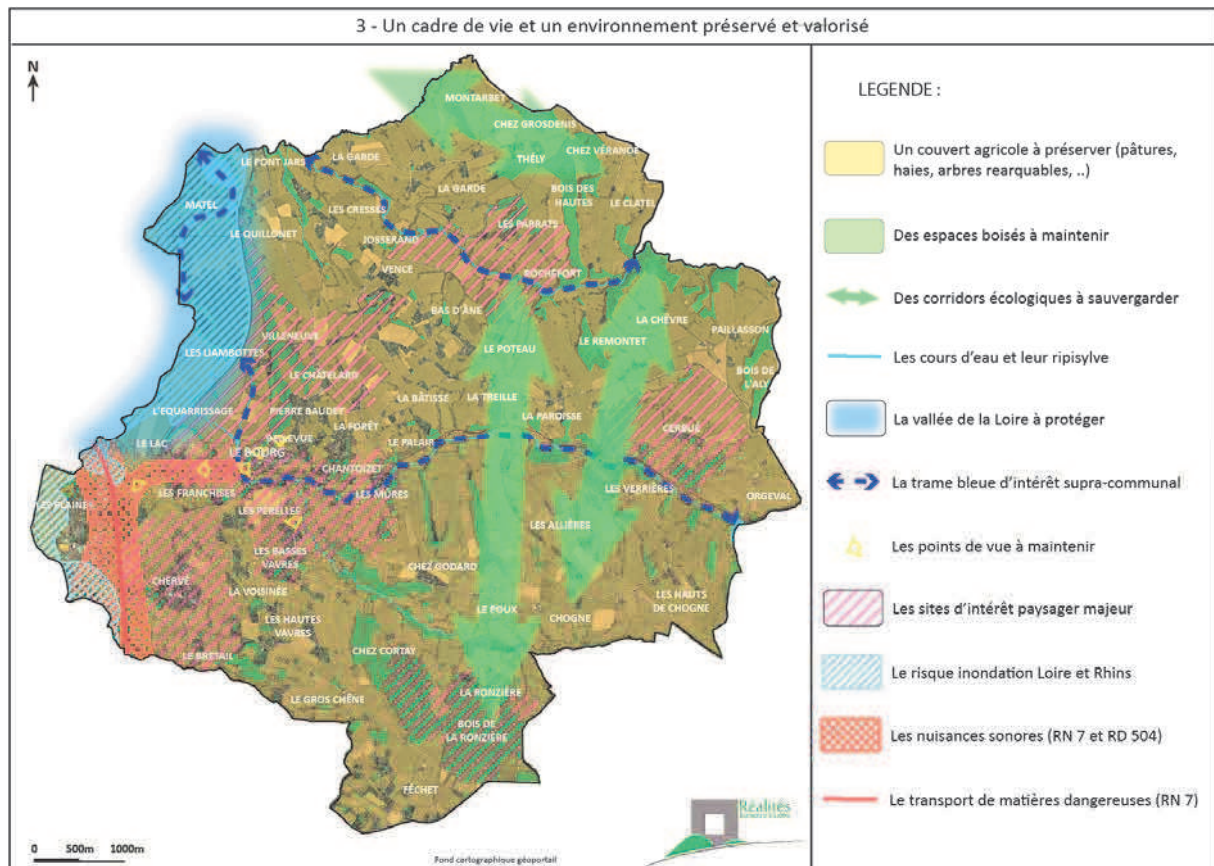 3 - Un cadre de vie et un environnement préservé et valorisé
N
MONTARBET
CHEZ GROSDENIS
CHEZ VÉRANDE
THÉLY
LE PONT JARS
LA GARDE
LA GARDE
BOIS DES
HAUTES
LE CLATEL
MATEL
LES CRESSES
LES PARRATS
LE QUILLONET
JOSSERAND
VENCE
ROCHEFORT
BAS D'ÂNE
LA CHÈVRE
PAILLASSON
VILLENEUVE
LE POTEAU
LE REMONTET
LES LIAMBOTTES
BOIS DE
L'ALY
LE CHÂTELARD
L'EQUARRISSAGE
PIERRE BAUDET
LA BÂTISSE
LA TREILLE
LA PAROISSE
LA FORÊT
CERBUÉ
LE LAC
BELLEVUE
LE BOURG
LE PALAIR
CHANTOIZET
LES FRANCHISES
LES MÛRES
LES VERRIÈRES
ORGEVAL
LES PLAINES
LES PERELLES
LES ALLIÈRES
LES BASSES
VAVRES
CHERVÉ
CHEZ GODARD
LA VOISINÉE
LES HAUTS
DE CHOGNE
LE POUX
CHOGNE
LES HAUTES
VAVRES
LE BRETAIL
CHEZ CORTAY
LE GROS CHÊNE
LA RONZIÈRE
BOIS DE
LA RONZIÈRE
FÉCHET
0 500m 1000m
Fond cartographique géoportail
Réalités
LEGENDE :
Un couvert agricole à préserver (pâtures,
haies, arbres rearquables, ..)
Des espaces boisés à maintenir
Des corridors écologiques à sauvergarder
Les cours d'eau et leur ripisylve
La vallée de la Loire à protéger
La trame bleue d'intérêt supra-communal
Les points de vue à maintenir
Les sites d'intérêt paysager majeur
Le risque inondation Loire et Rhins
Les nuisances sonores (RN 7 et RD 504)
Le transport de matières dangereuses (RN 7)